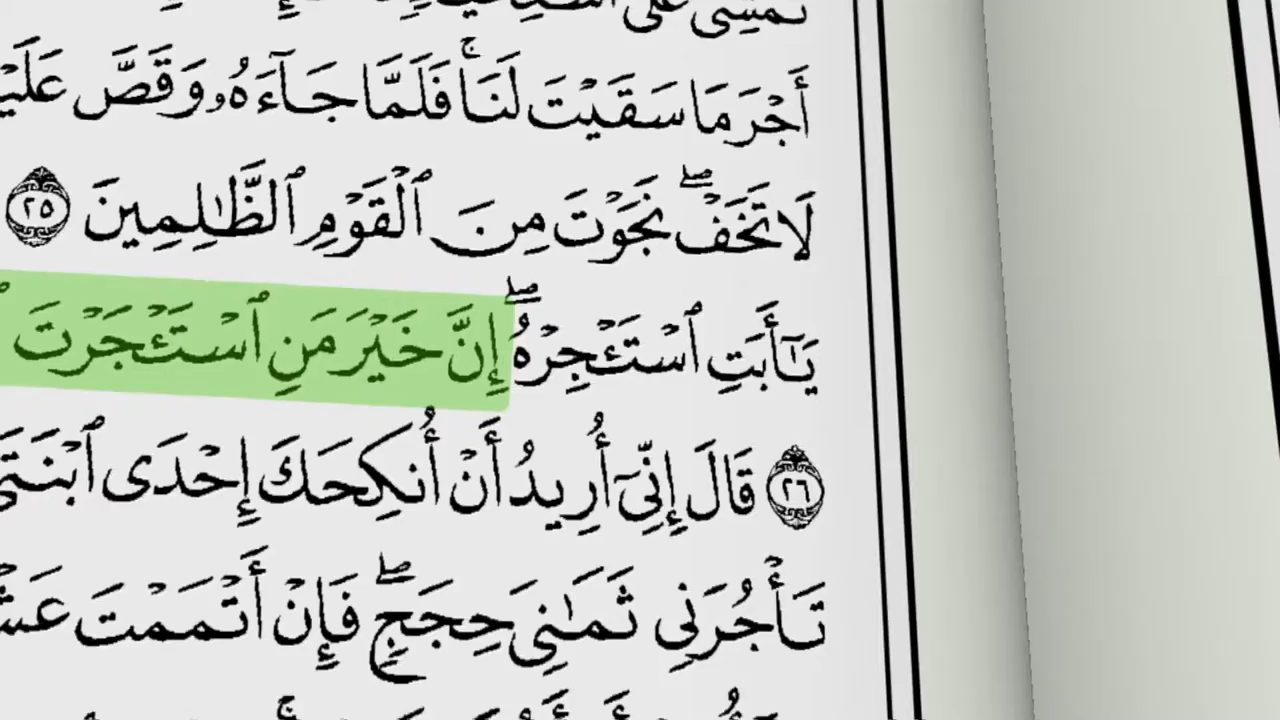 تَمْشِى عَلَى
أَجْرَ مَا سَقَيْتَ لَنَاۚ فَلَمَّا جَآءَهُۥ وَقَصَّ
لَا تَخَفْۖ نَجَوْتَ مِنَ ٱلْقَوْمِ ٱلظَّٰلِمِينَ ٢٥
يَٰٓأَبَتِ ٱسْتَـْٔجِرْهُۖ إِنَّ خَيْرَ مَنِ ٱسْتَـْٔجَرْتَ
٢٦ قَالَ إِنِّىٓ أُرِيدُ أَنْ أُنكِحَكَ إِحْدَى
تَأْجُرَنِى ثَمَٰنِىَ حِجَجٍۖ فَإِنْ أَتْمَمْتَ